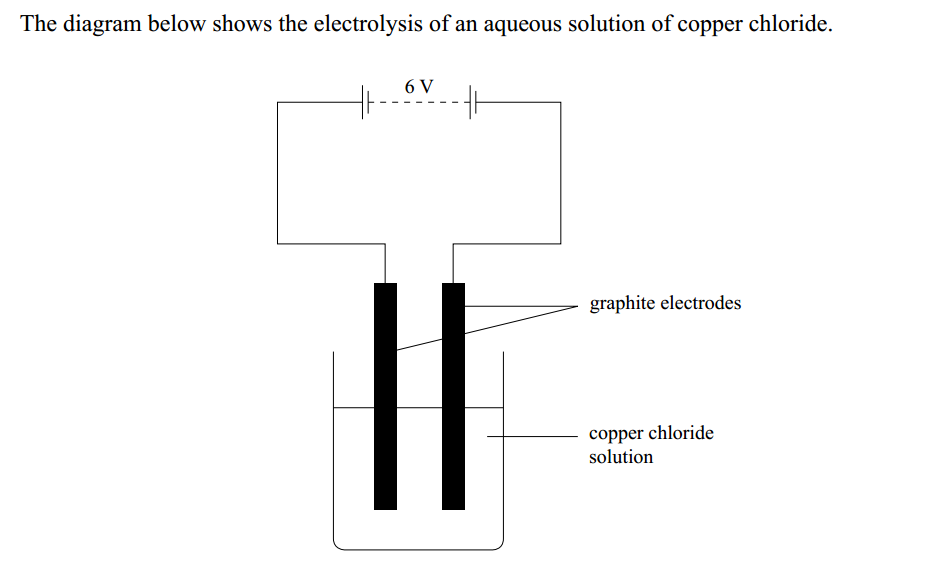 The diagram below shows the electrolysis of an aqueous solution of copper chloride.
6 V
graphite electrodes
copper chloride
solution